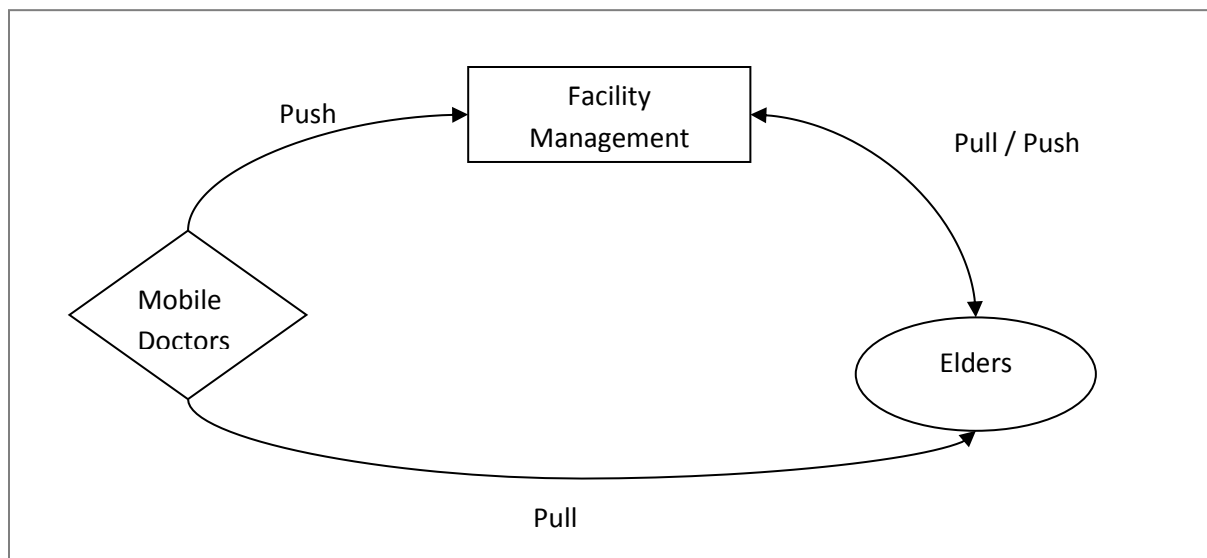 Facility
Management
Push
Pull / Push
Mobile
Doctors
Elders
Pull